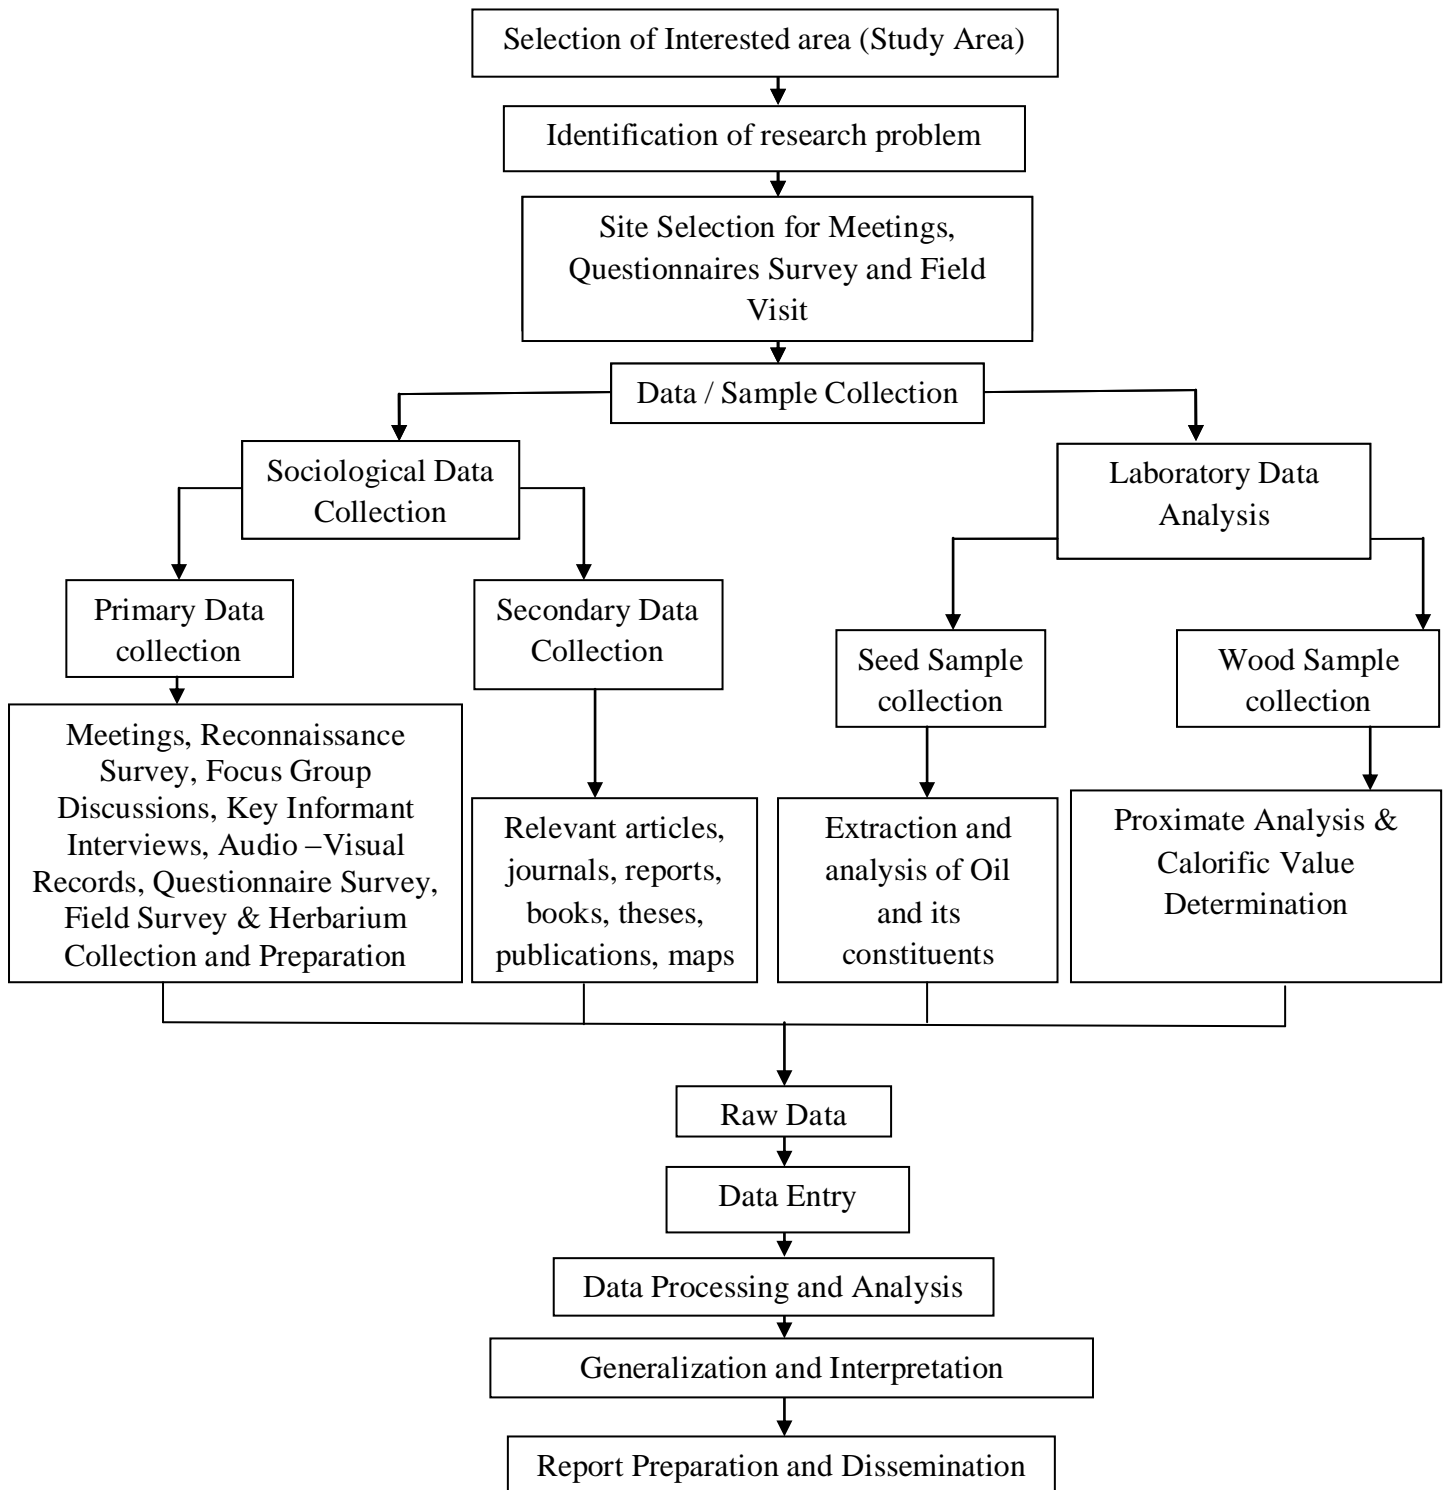 Selection of Interested area (Study Area)
Identification of research problem
Site Selection for Meetings,
Questionnaires Survey and Field
Visit
Data / Sample Collection
Sociological Data
Collection
Laboratory Data
Analysis
Primary Data
collection
Secondary Data
Collection
Seed Sample
collection
Wood Sample
collection
Meetings, Reconnaissance
Survey, Focus Group
Discussions, Key Informant
Interviews, Audio –Visual
Records, Questionnaire Survey,
Field Survey & Herbarium
Collection and Preparation
Relevant articles,
journals, reports,
books, theses,
publications, maps
Extraction and
analysis of Oil
and its
constituents
Proximate Analysis &
Calorific Value
Determination
Raw Data
Data Entry
Data Processing and Analysis
Generalization and Interpretation
Report Preparation and Dissemination